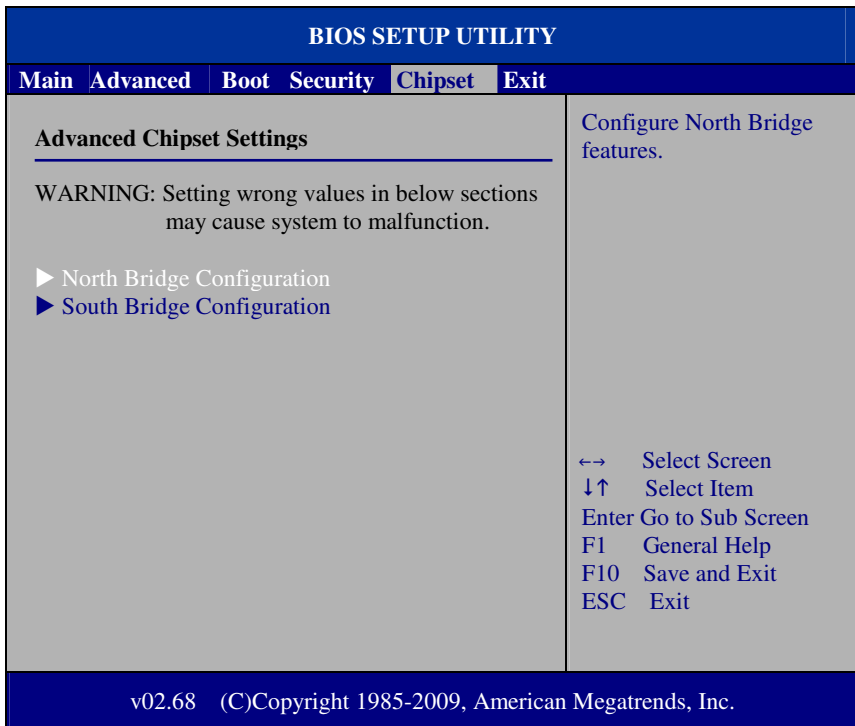 BIOS SETUP UTILITY
Main Advanced Boot Security Chipset Exit
Advanced Chipset Settings
WARNING: Setting wrong values in below sections
may cause system to malfunction.
▶ North Bridge Configuration
▶ South Bridge Configuration
Configure North Bridge
features.
←→ Select Screen
↓↑ Select Item
Enter Go to Sub Screen
F1 General Help
F10 Save and Exit
ESC Exit
v02.68 (C)Copyright 1985-2009, American Megatrends, Inc.